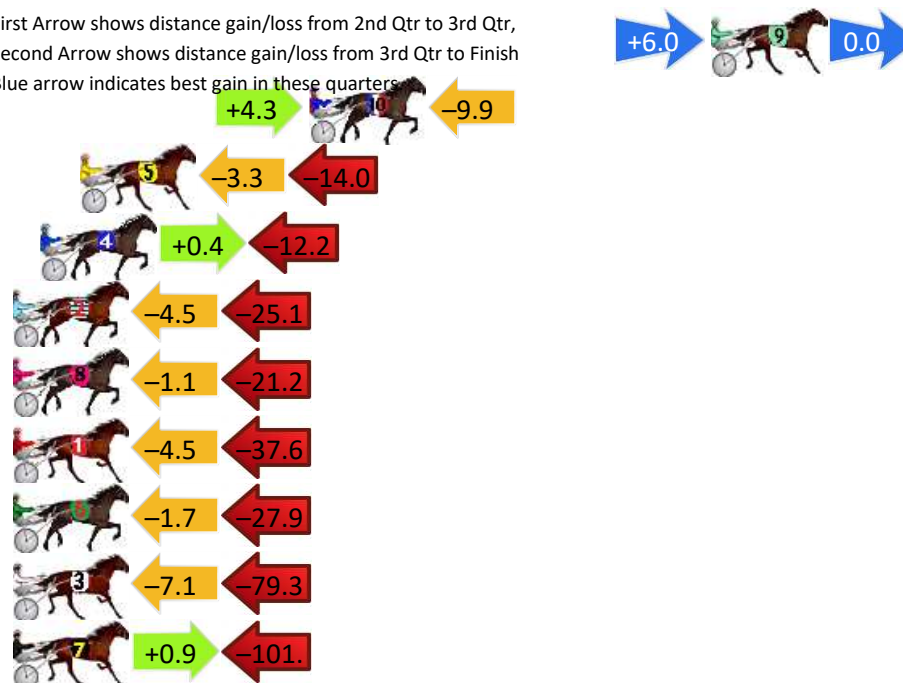 irst Arrow shows distance gain/loss from 2nd Qtr to 3rd Qtr,
econd Arrow shows distance gain/loss from 3rd Qtr to Finish
lue arrow indicates best gain in these quarters
+6.0 9 0.0
+4.3 10 –9.9
5 –3.3 –14.0
4 +0.4 –12.2
2 –4.5 –25.1
8 –1.1 –21.2
1 –4.5 –37.6
6 –1.7 –27.9
3 –7.1 –79.3
7 +0.9 –101.